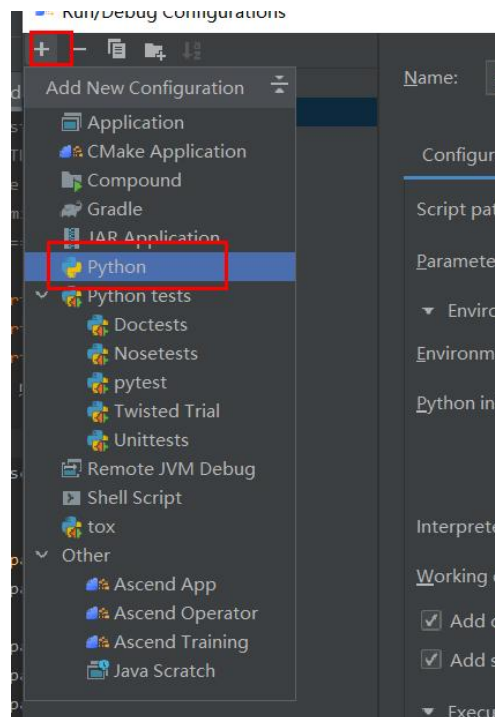 Run/Debug Configurations
Add New Configuration
Name:
Application
CMake Application
Configur
Compound
Gradle
Script pat
JAR Application
Python
Paramete
Python tests
Enviro
Doctests
Nosetests
Environm
pytest
Twisted Trial
Python in
Unittests
Remote JVM Debug
Shell Script
tox
Interprete
Other
Working
Ascend App
Ascend Operator
Add
Ascend Training
Add
Java Scratch
Execu